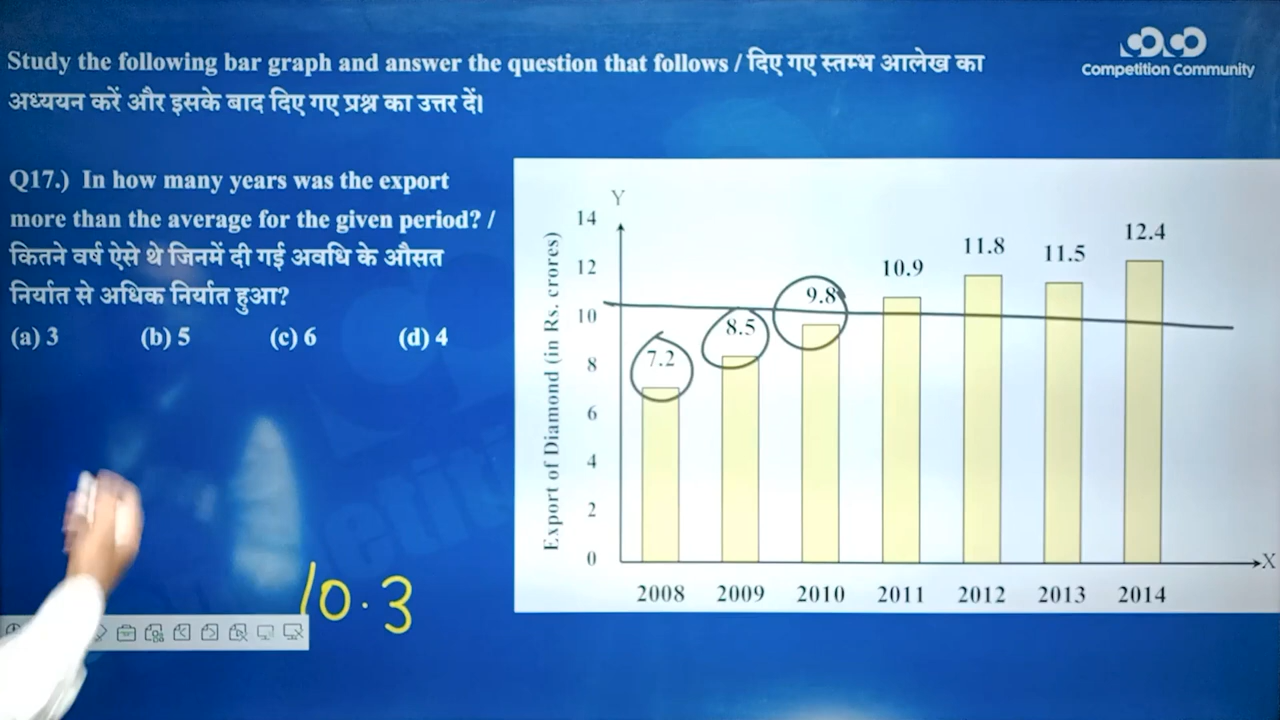 Competition Community
Study the following bar graph and answer the question that follows / दिए गए स्तम्भ आलेख का
अध्ययन करें और इसके बाद दिए गए प्रश्न का उत्तर दें।
Q17.) In how many years was the export
more than the average for the given period? /
कितने वर्ष ऐसे थे जिनमें दी गई अवधि के औसत
निर्यात से अधिक निर्यात हुआ?
(a) 3 (b) 5 (c) 6 (d) 4
10.3
Y
Export of Diamond (in Rs. crores)
14
12
10
8
6
4
2
0
7.2 8.5 9.8 10.9 11.8 11.5 12.4
2008 2009 2010 2011 2012 2013 2014
X